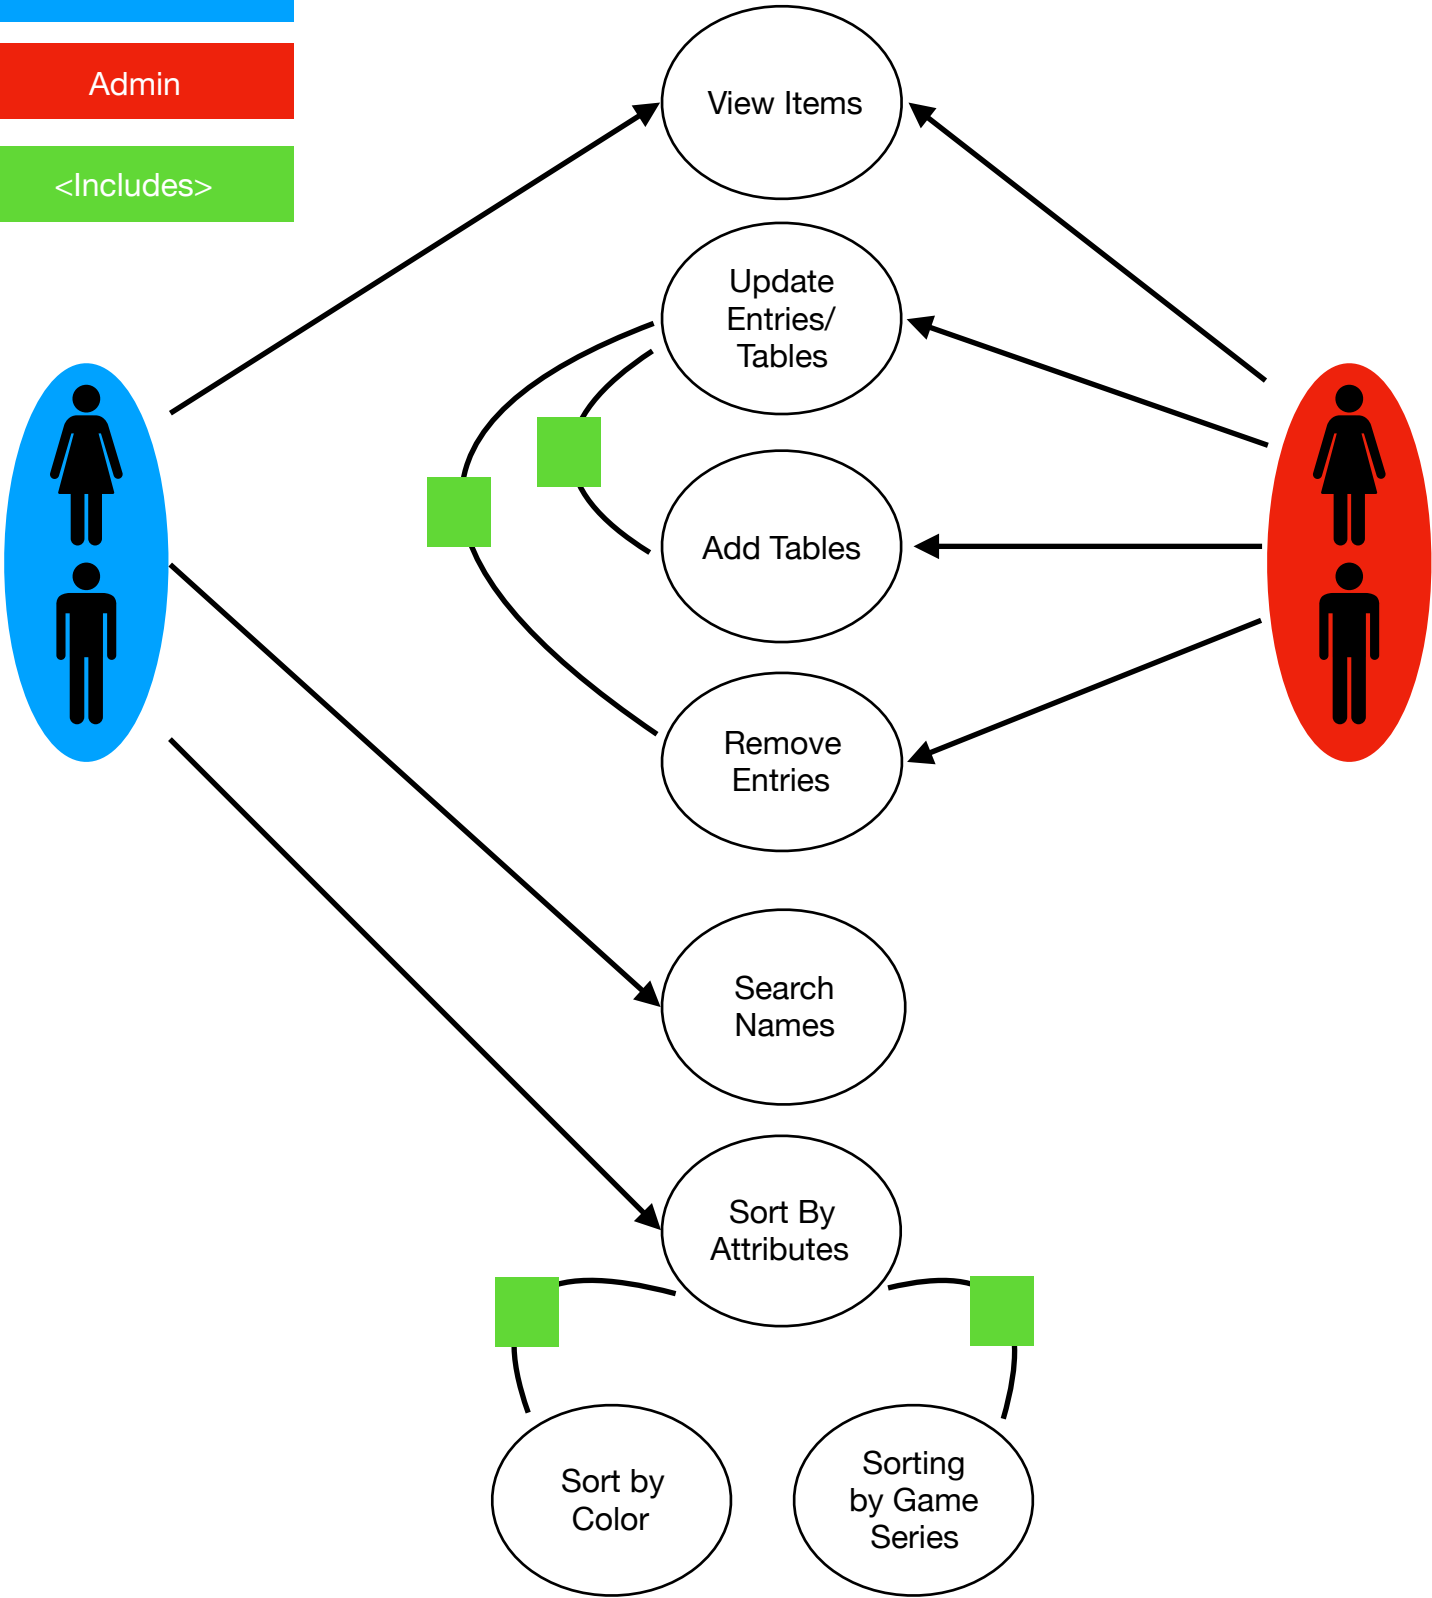 Admin
<Includes>
View Items
Update
Entries/
Tables
Add Tables
Remove
Entries
Search
Names
Sort By
Attributes
Sort by
Color
Sorting
by Game
Series